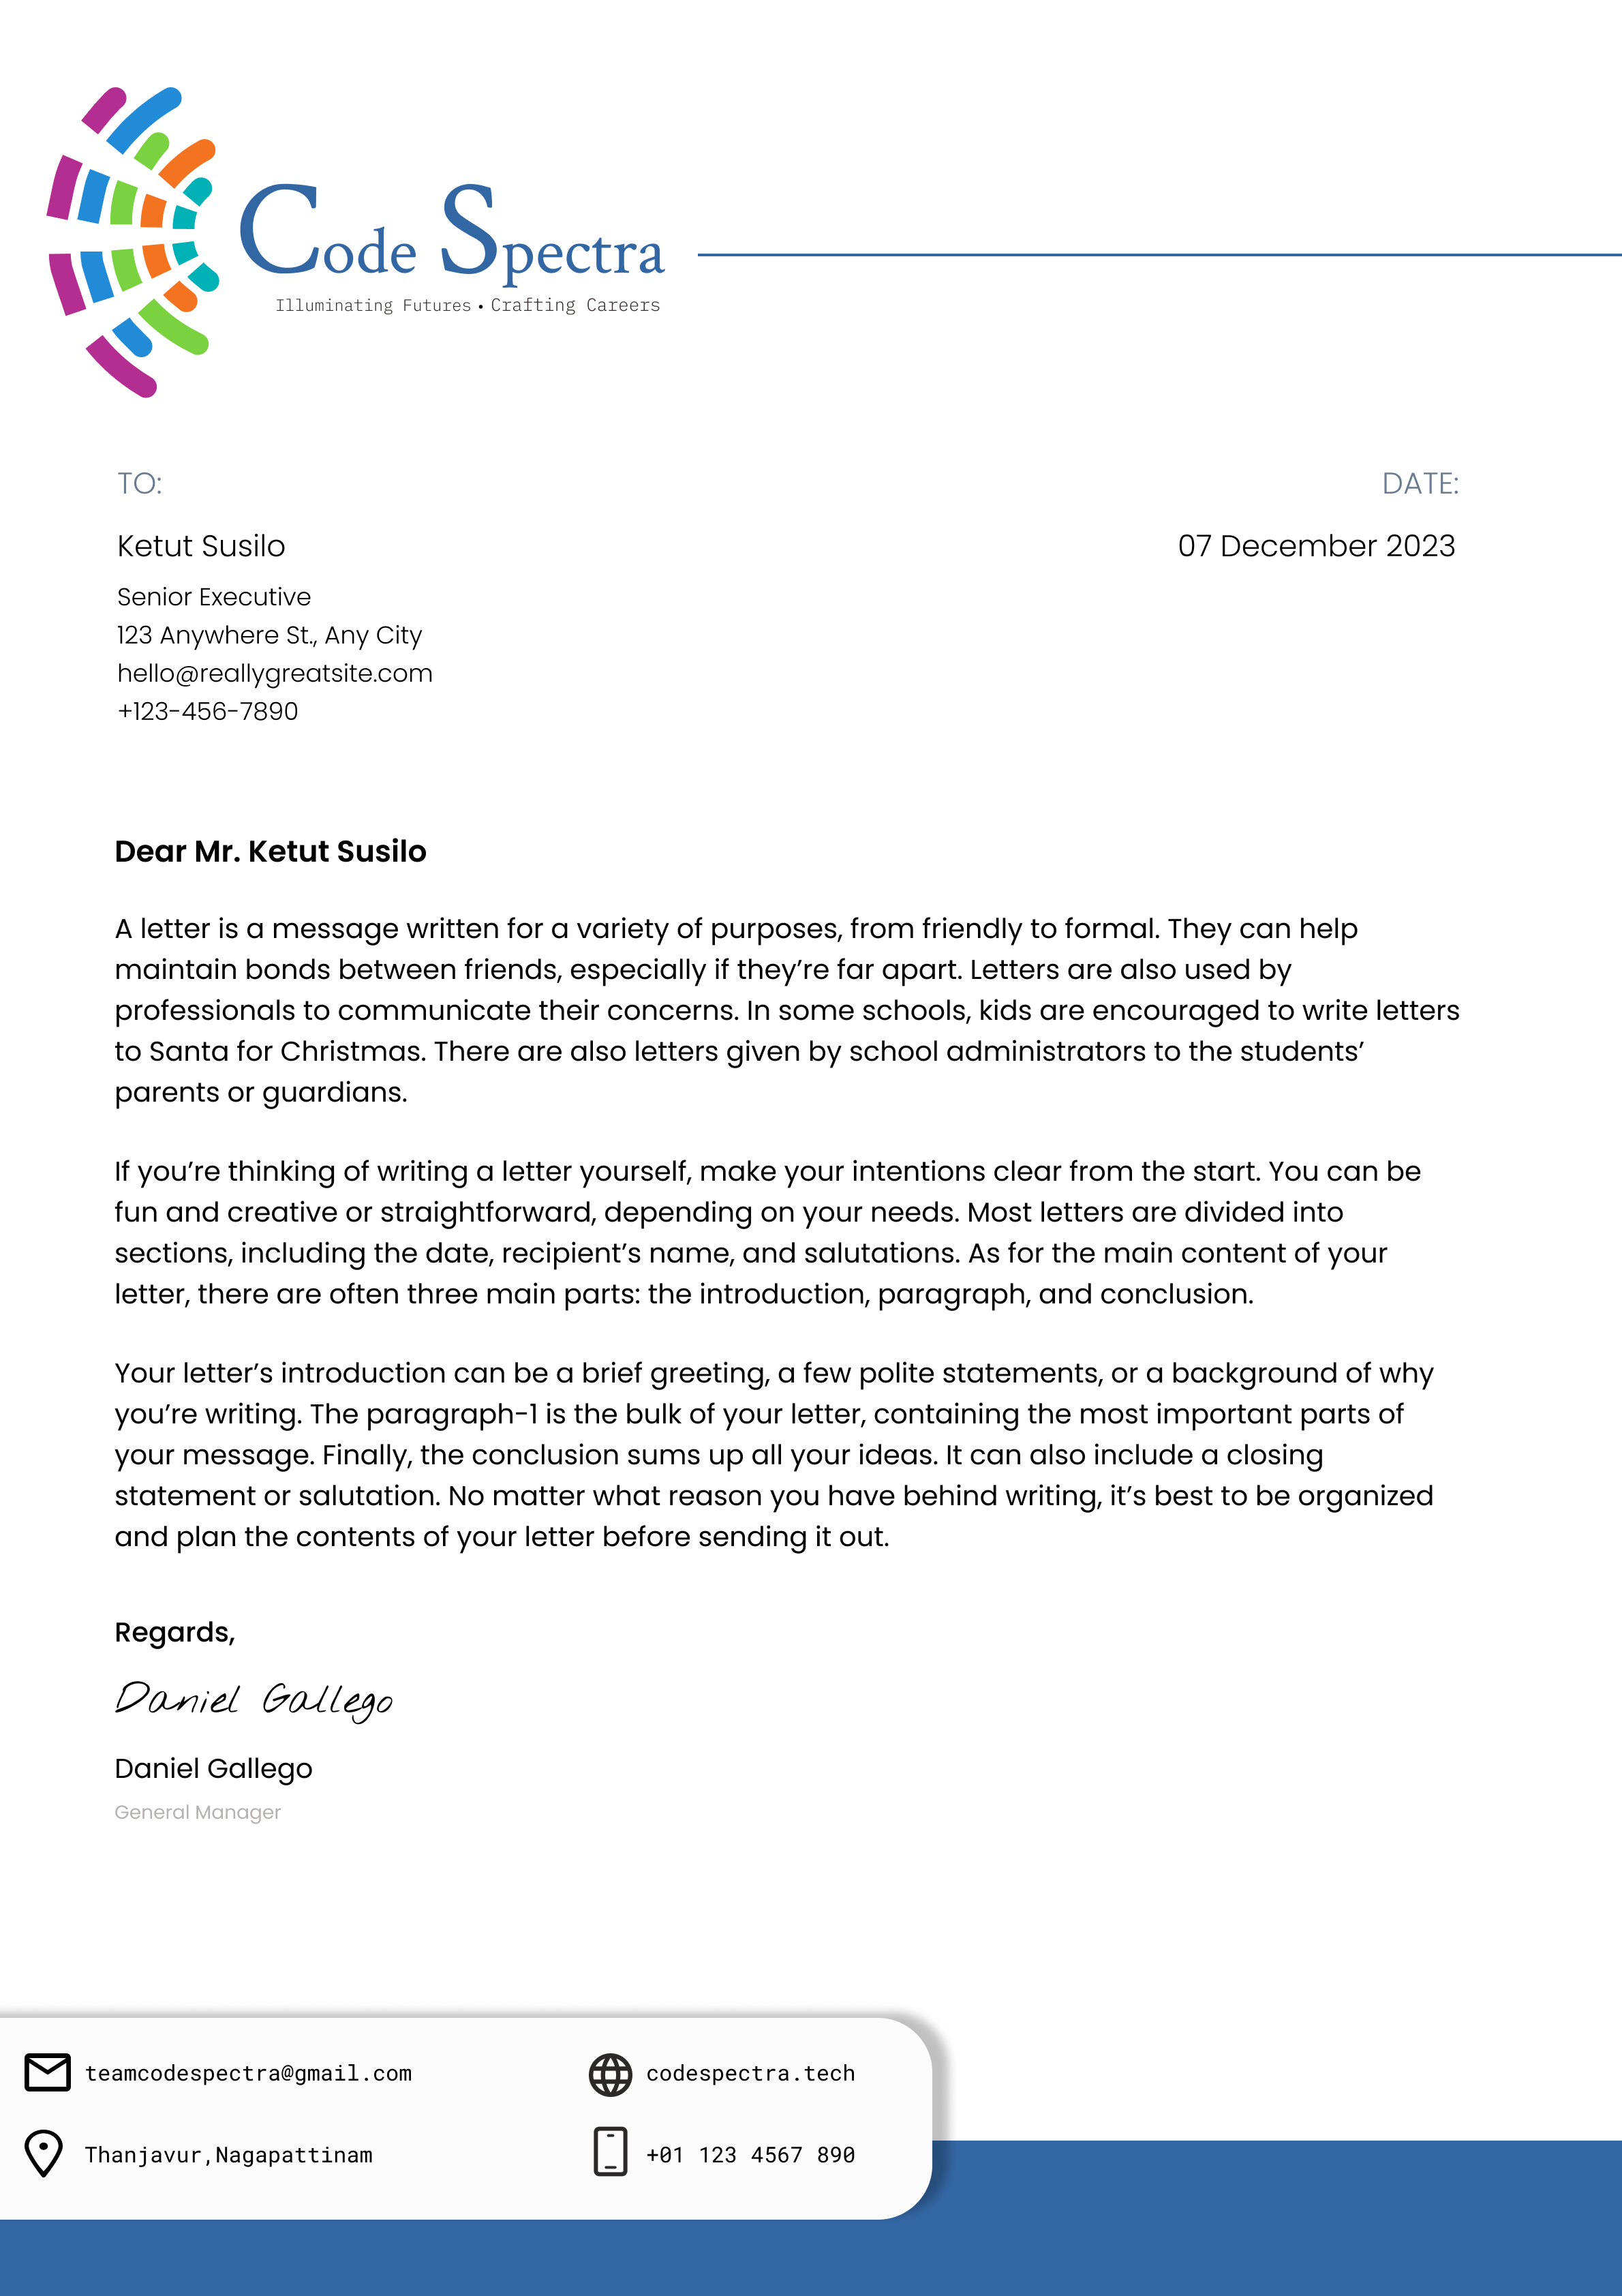 Code Spectra
Illuminating Futures • Crafting Careers
TO:
DATE:
Ketut Susilo
07 December 2023
Senior Executive
123 Anywhere St., Any City
hello@reallygreatsite.com
+123-456-7890
Dear Mr. Ketut Susilo
A letter is a message written for a variety of purposes, from friendly to formal. They can help
maintain bonds between friends, especially if they’re far apart. Letters are also used by
professionals to communicate their concerns. In some schools, kids are encouraged to write letters
to Santa for Christmas. There are also letters given by school administrators to the students’
parents or guardians.
If you’re thinking of writing a letter yourself, make your intentions clear from the start. You can be
fun and creative or straightforward, depending on your needs. Most letters are divided into
sections, including the date, recipient’s name, and salutations. As for the main content of your
letter, there are often three main parts: the introduction, paragraph, and conclusion.
Your letter’s introduction can be a brief greeting, a few polite statements, or a background of why
you’re writing. The paragraph-1 is the bulk of your letter, containing the most important parts of
your message. Finally, the conclusion sums up all your ideas. It can also include a closing
statement or salutation. No matter what reason you have behind writing, it’s best to be organized
and plan the contents of your letter before sending it out.
Regards,
Daniel Gallego
Daniel Gallego
General Manager
teamcodespectra@gmail.com
codespectra.tech
Thanjavur,Nagapattinam
+01 123 4567 890